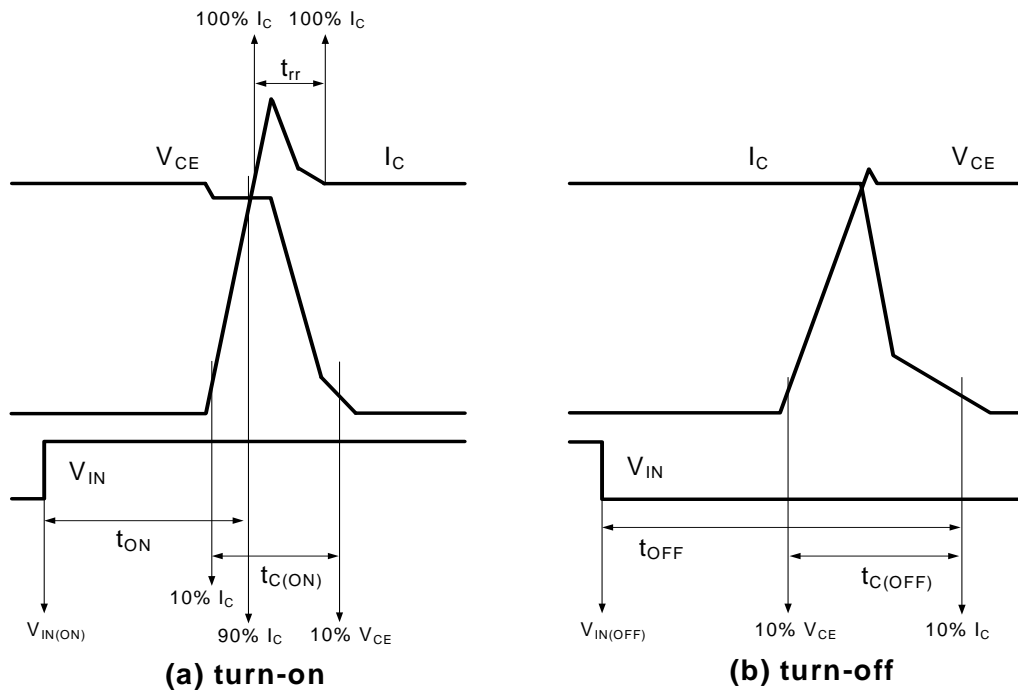 100% I_C 100% I_C
t_rr
V_CE I_C
I_C V_CE
V_IN
V_IN
t_ON
t_OFF
t_C(ON)
t_C(OFF)
10% I_C
V_IN(ON)
90% I_C 10% V_CE
V_IN(OFF) 10% V_CE 10% I_C
(a) turn-on
(b) turn-off